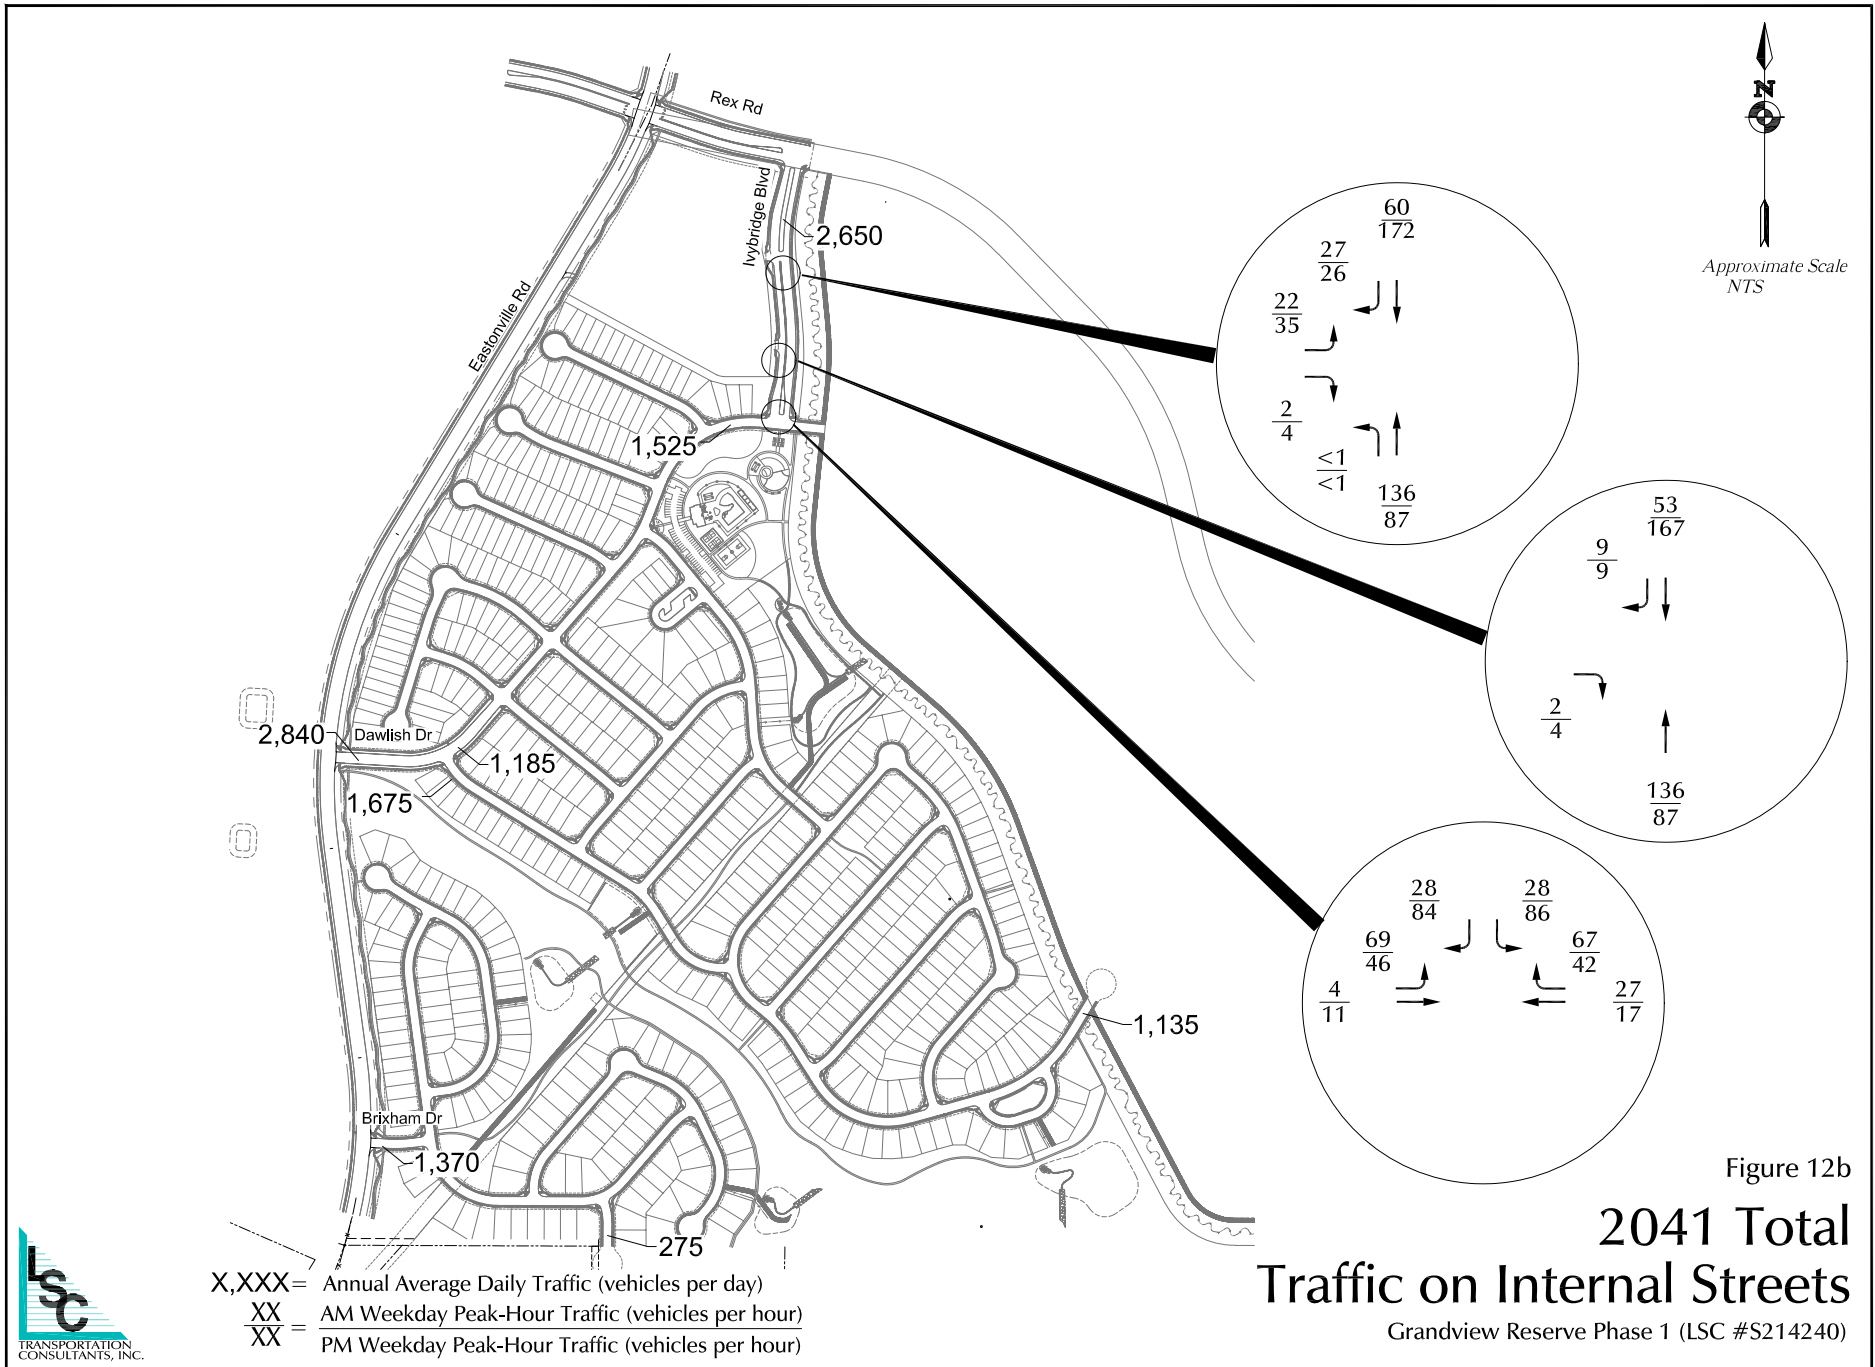 Rex Rd
N
Approximate Scale
NTS
Ivybridge Blvd
2,650
Eastonville Rd
1,525
60
172
27
26
22
35
2
4
<1
<1
136
87
53
167
9
9
2
4
136
87
28
84
28
86
69
46
67
42
4
11
27
17
2,840
Dawlish Dr
1,185
1,675
1,135
Brixham Dr
1,370
275
Figure 12b
2041 Total
Traffic on Internal Streets
Grandview Reserve Phase 1 (LSC #S214240)
X,XXX= Annual Average Daily Traffic (vehicles per day)
XX = AM Weekday Peak-Hour Traffic (vehicles per hour)
XX PM Weekday Peak-Hour Traffic (vehicles per hour)
LSC
TRANSPORTATION
CONSULTANTS, INC.